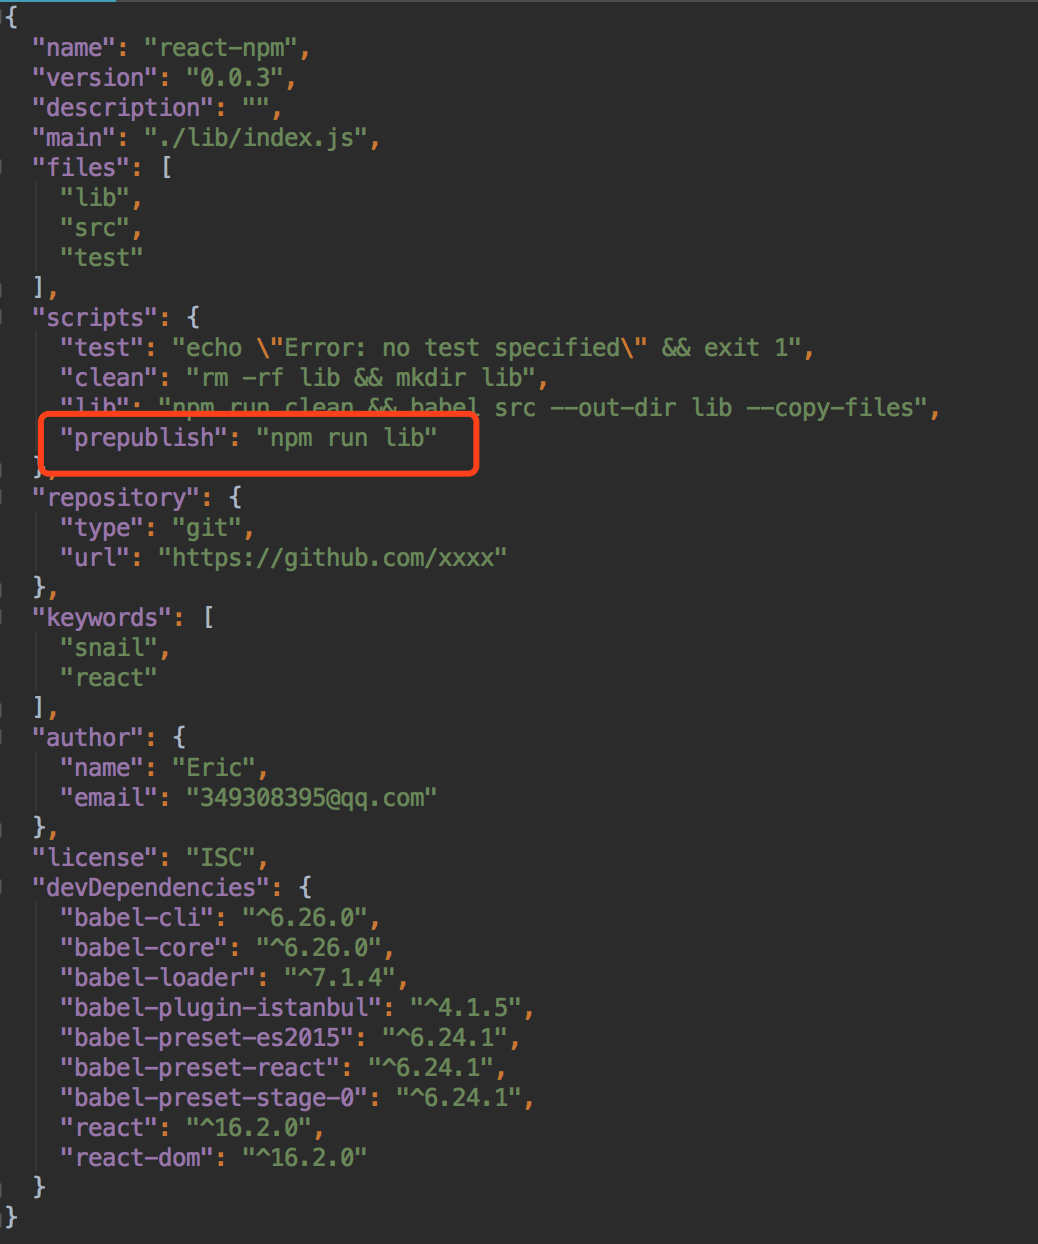 {
"name": "react-npm",
"version": "0.0.3",
"description": "",
"main": "./lib/index.js",
"files": [
"lib",
"src",
"test"
],
"scripts": {
"test": "echo \"Error: no test specified\" && exit 1",
"clean": "rm -rf lib && mkdir lib",
"lib": "npm run clean && babel src --out-dir lib --copy-files",
"prepublish": "npm run lib"
},
"repository": {
"type": "git",
"url": "https://github.com/xxxx"
},
"keywords": [
"snail",
"react"
],
"author": {
"name": "Eric",
"email": "349308395@qq.com"
},
"license": "ISC",
"devDependencies": {
"babel-cli": "^6.26.0",
"babel-core": "^6.26.0",
"babel-loader": "^7.1.4",
"babel-plugin-istanbul": "^4.1.5",
"babel-preset-es2015": "^6.24.1",
"babel-preset-react": "^6.24.1",
"babel-preset-stage-0": "^6.24.1",
"react": "^16.2.0",
"react-dom": "^16.2.0"
}
}